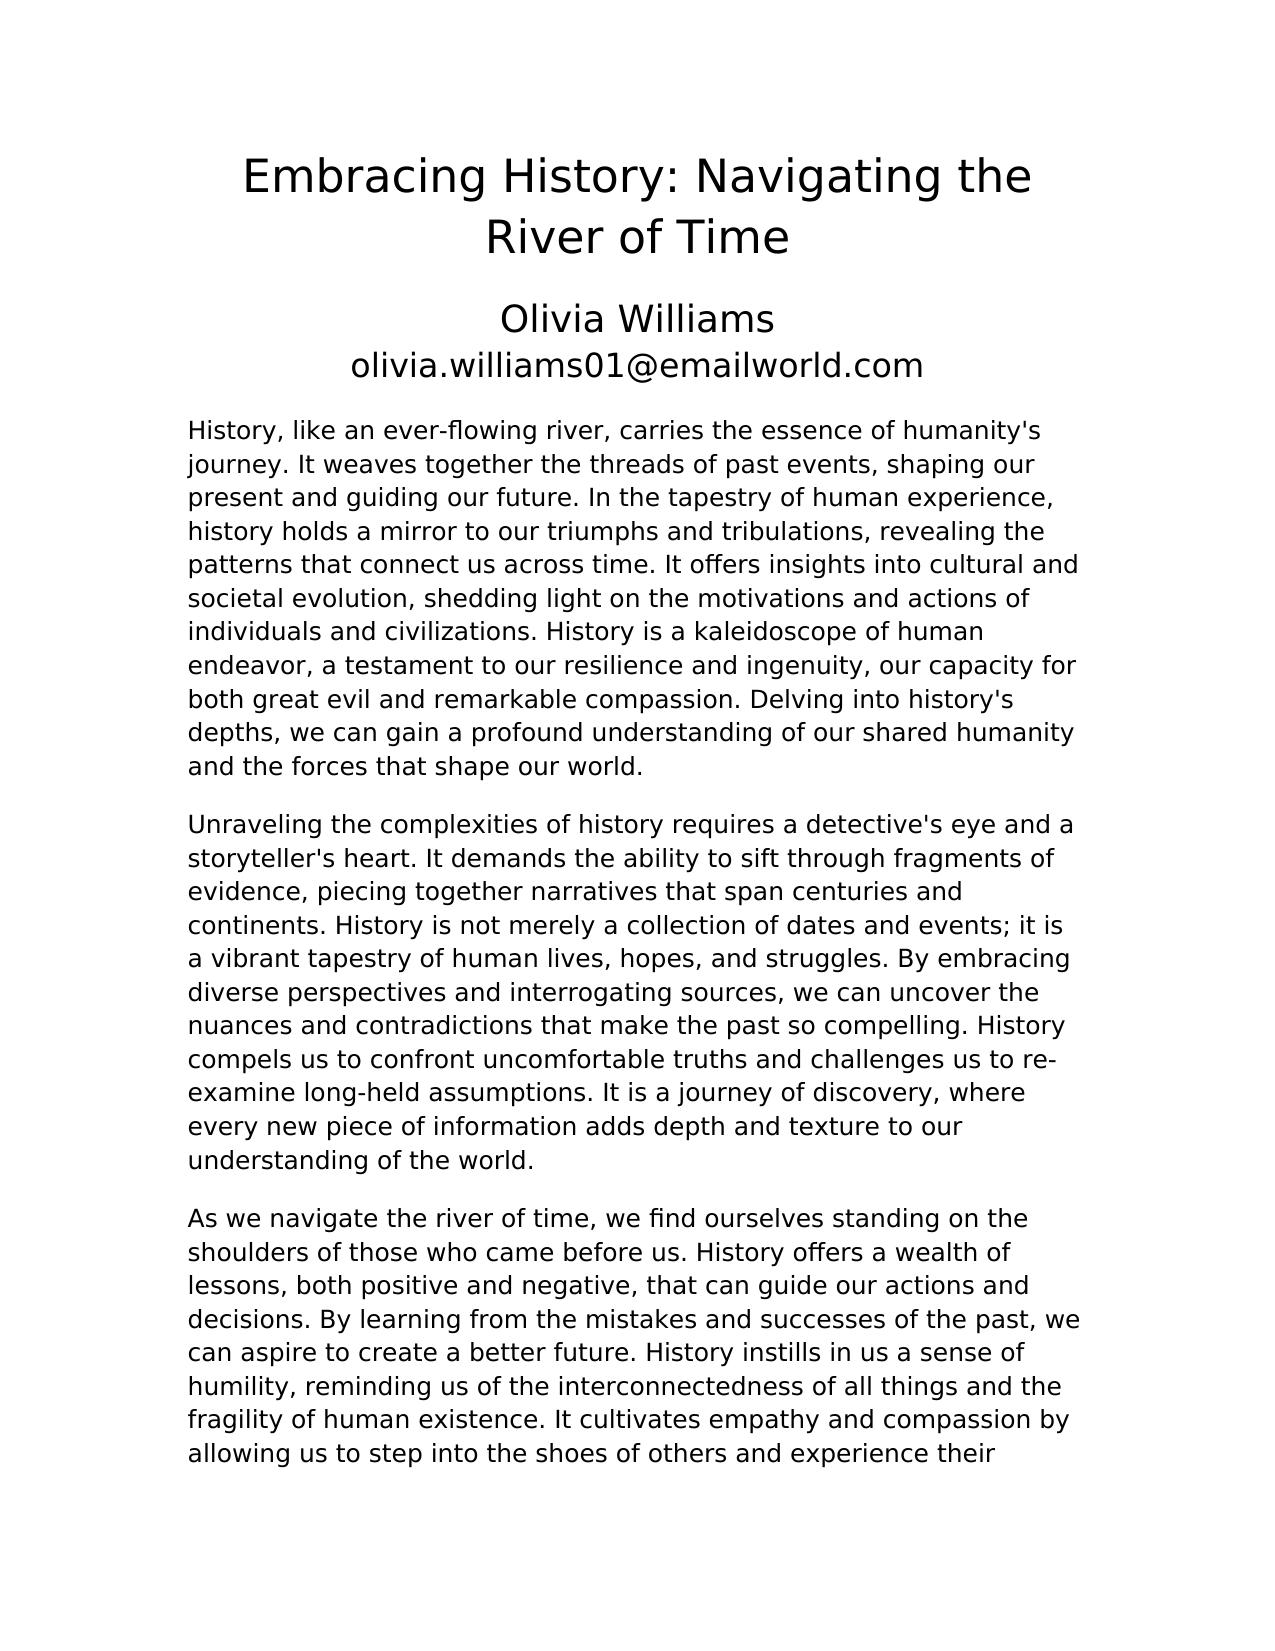 Embracing History: Navigating the
River of Time
Olivia Williams
olivia.williams01@emailworld.com
History, like an ever-flowing river, carries the essence of humanity's
journey. It weaves together the threads of past events, shaping our
present and guiding our future. In the tapestry of human experience,
history holds a mirror to our triumphs and tribulations, revealing the
patterns that connect us across time. It offers insights into cultural and
societal evolution, shedding light on the motivations and actions of
individuals and civilizations. History is a kaleidoscope of human
endeavor, a testament to our resilience and ingenuity, our capacity for
both great evil and remarkable compassion. Delving into history's
depths, we can gain a profound understanding of our shared humanity
and the forces that shape our world.
Unraveling the complexities of history requires a detective's eye and a
storyteller's heart. It demands the ability to sift through fragments of
evidence, piecing together narratives that span centuries and
continents. History is not merely a collection of dates and events; it is
a vibrant tapestry of human lives, hopes, and struggles. By embracing
diverse perspectives and interrogating sources, we can uncover the
nuances and contradictions that make the past so compelling. History
compels us to confront uncomfortable truths and challenges us to re-
examine long-held assumptions. It is a journey of discovery, where
every new piece of information adds depth and texture to our
understanding of the world.
As we navigate the river of time, we find ourselves standing on the
shoulders of those who came before us. History offers a wealth of
lessons, both positive and negative, that can guide our actions and
decisions. By learning from the mistakes and successes of the past, we
can aspire to create a better future. History instills in us a sense of
humility, reminding us of the interconnectedness of all things and the
fragility of human existence. It cultivates empathy and compassion by
allowing us to step into the shoes of others and experience their